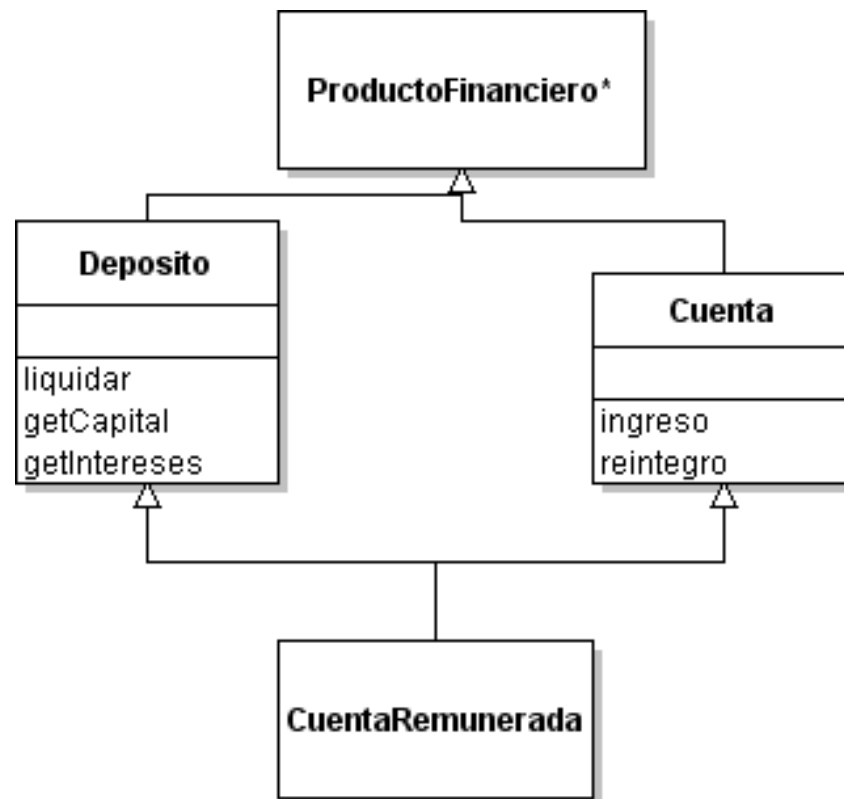 ProductoFinanciero*
Deposito
liquidar
getCapital
getIntereses
Cuenta
ingreso
reintegro
CuentaRemunerada